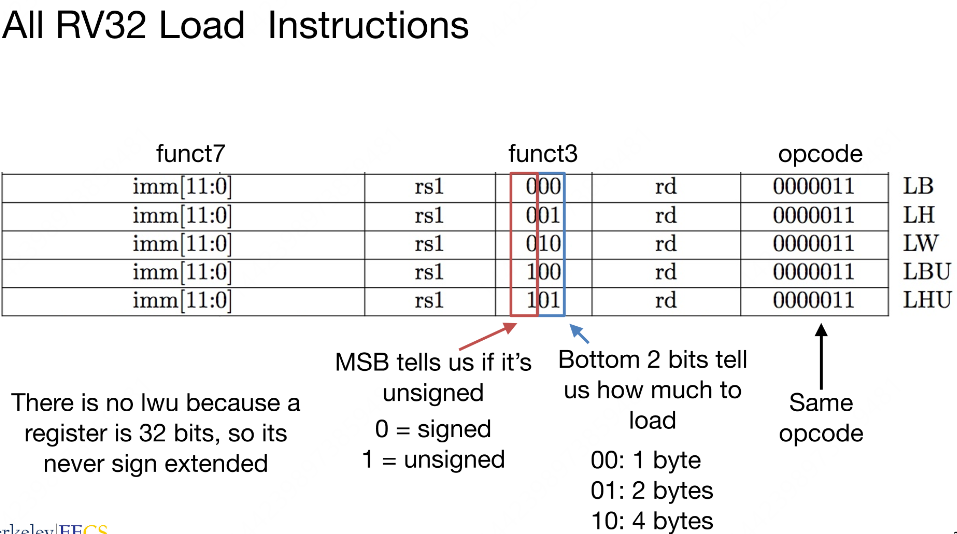 All RV32 Load Instructions
funct7 funct3 opcode
imm[11:0] rs1 000 rd 0000011 LB
imm[11:0] rs1 001 rd 0000011 LH
imm[11:0] rs1 010 rd 0000011 LW
imm[11:0] rs1 100 rd 0000011 LBU
imm[11:0] rs1 101 rd 0000011 LHU
There is no lwu because a
register is 32 bits, so its
never sign extended
MSB tells us if it's
unsigned
0 = signed
1 = unsigned
Bottom 2 bits tell
us how much to
load
00: 1 byte
01: 2 bytes
10: 4 bytes
Same
opcode